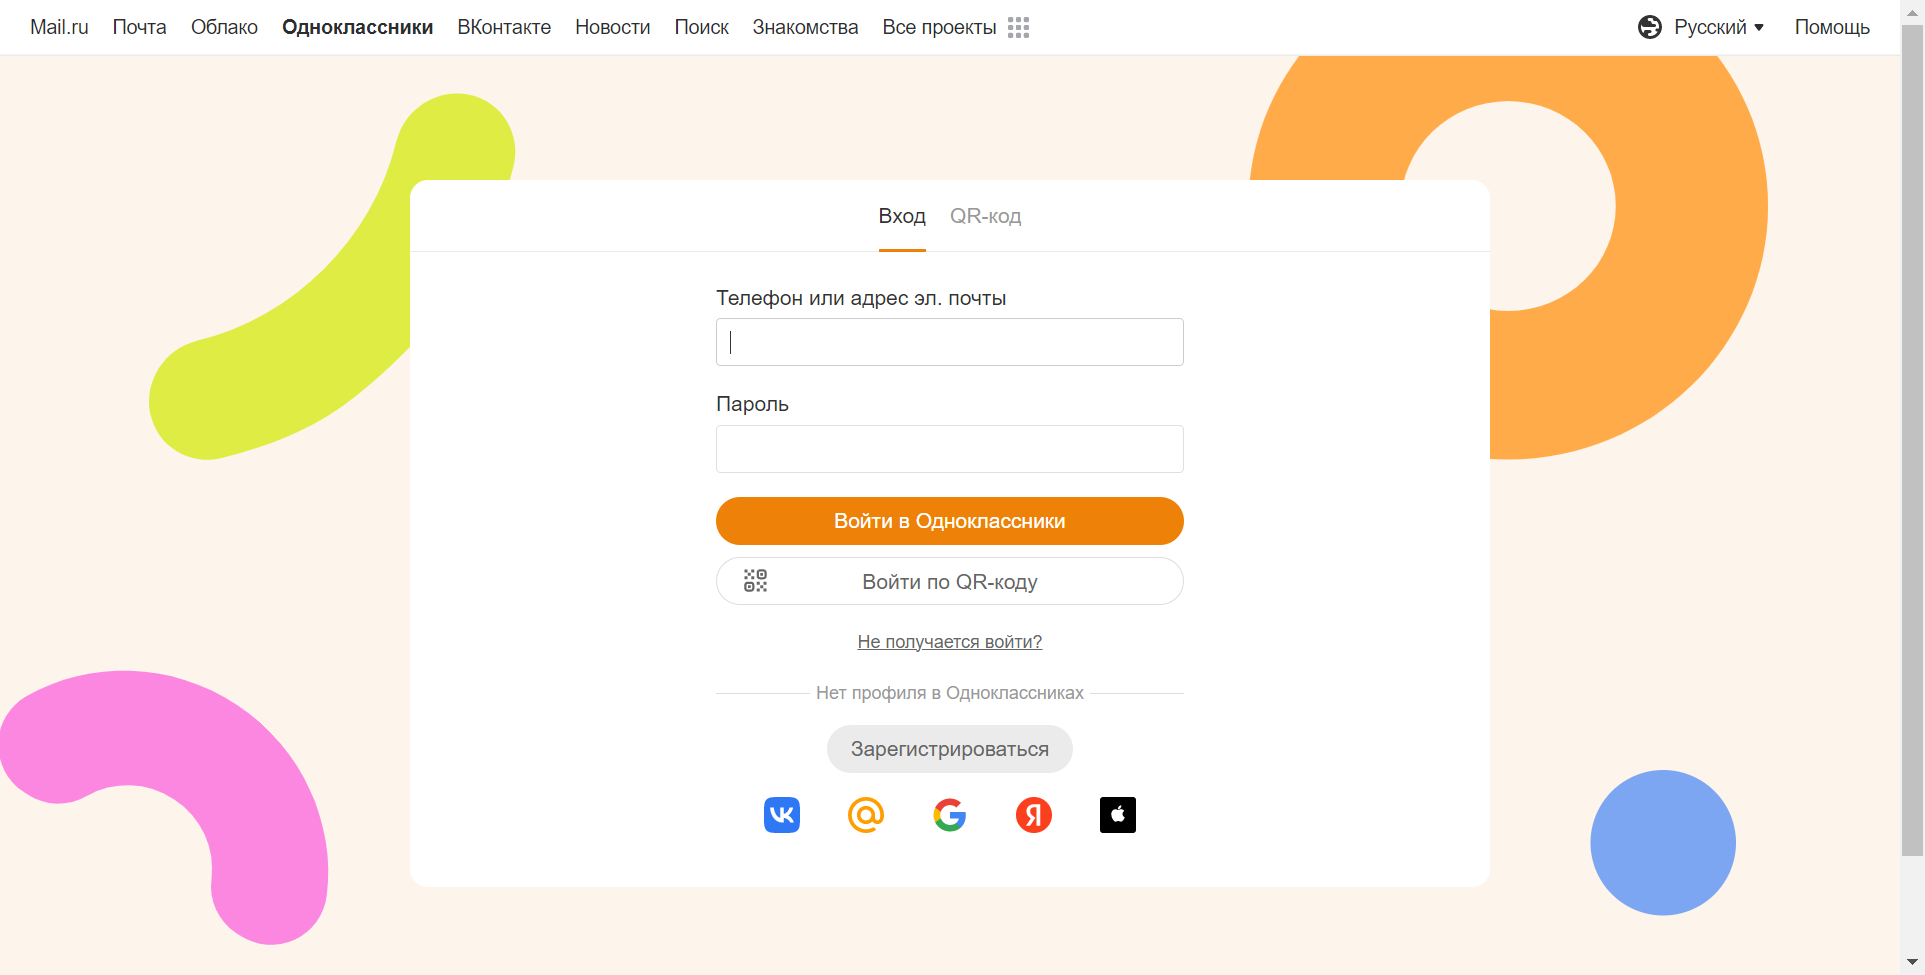 Mail.ru Почта Облако Одноклассники ВКонтакте Новости Поиск Знакомства Все проекты Русский Помощь
Вход QR-код
Телефон или адрес эл. почты
Пароль
Войти в Одноклассники
Войти по QR-коду
Не получается войти?
Нет профиля в Одноклассниках
Зарегистрироваться